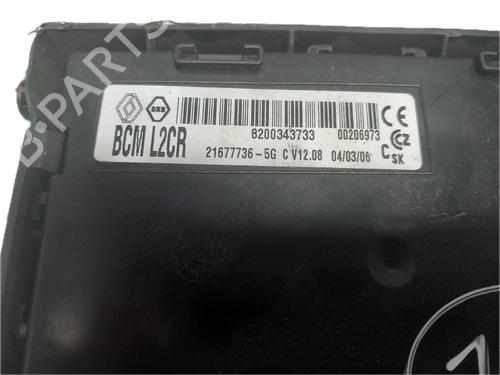 8200343733 00206973 CE
BCM L2CR
21677736-5G C V12.08 04/03/06 C SK
B-PARTS